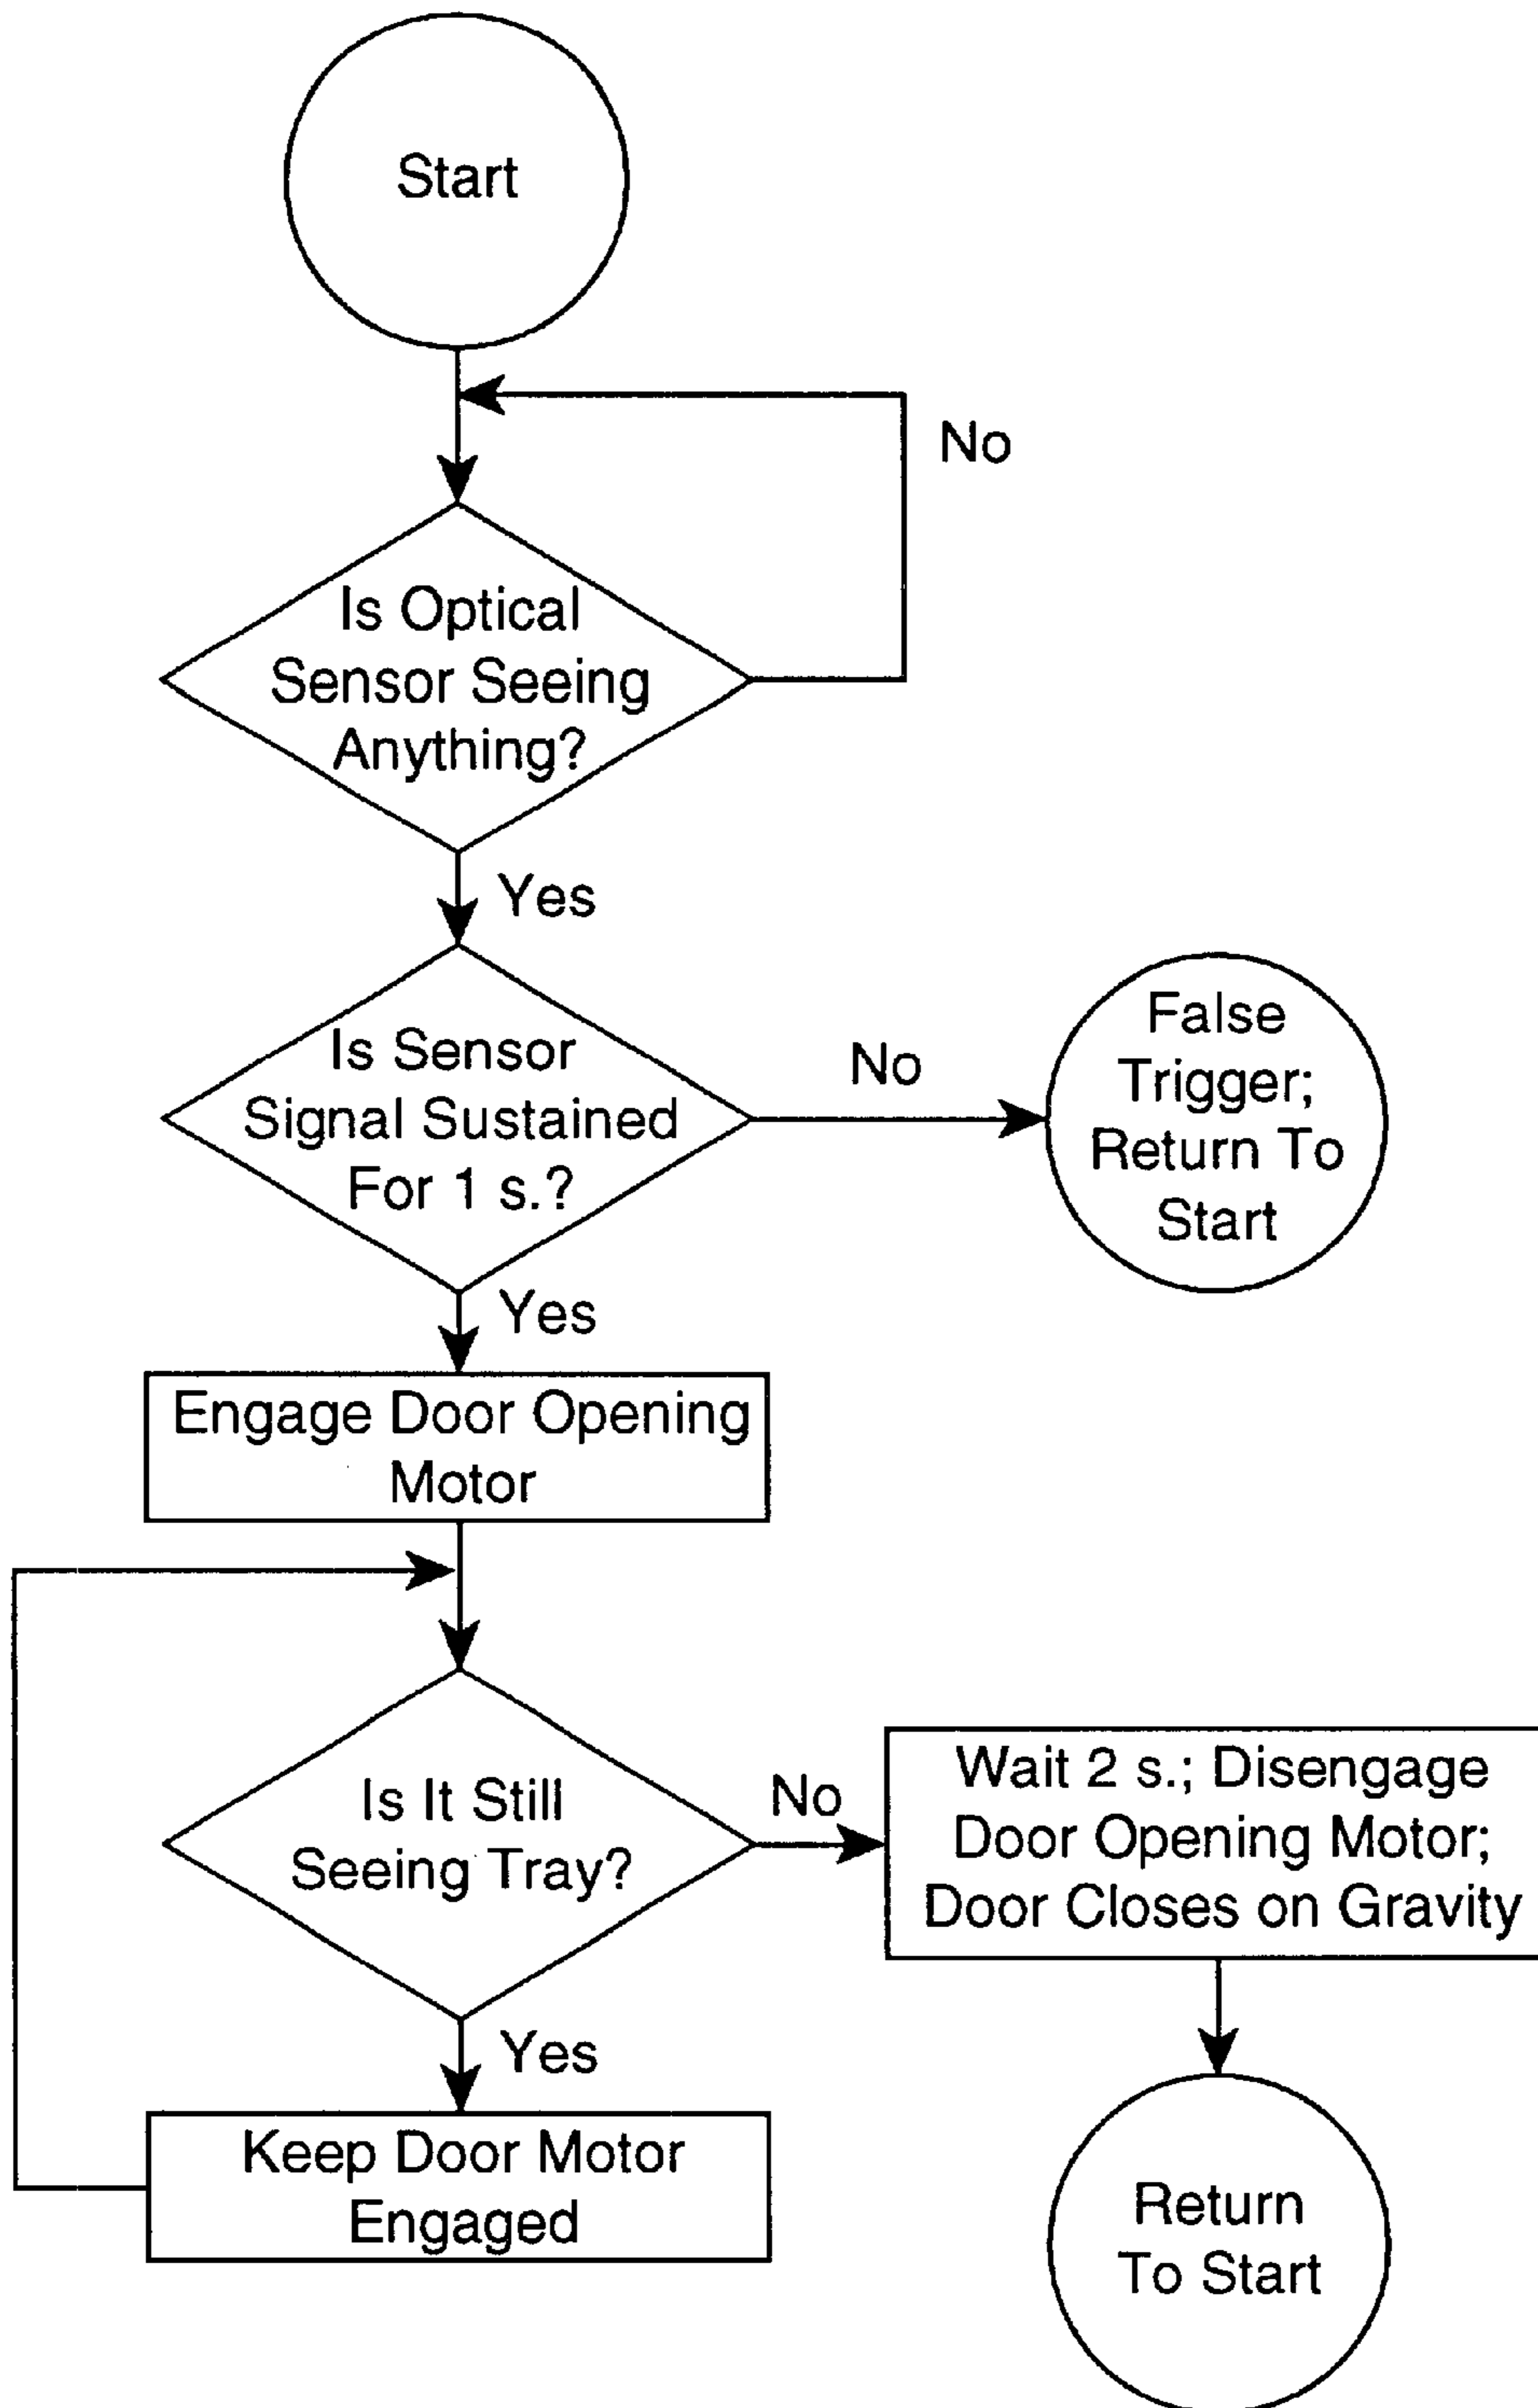 Start
No
Is Optical
Sensor Seeing
Anything?
Yes
Is Sensor
Signal Sustained
For 1 s.?
No
False
Trigger;
Return To
Start
Yes
Engage Door Opening
Motor
Is It Still
Seeing Tray?
No
Wait 2 s.; Disengage
Door Opening Motor;
Door Closes on Gravity
Yes
Keep Door Motor
Engaged
Return
To Start